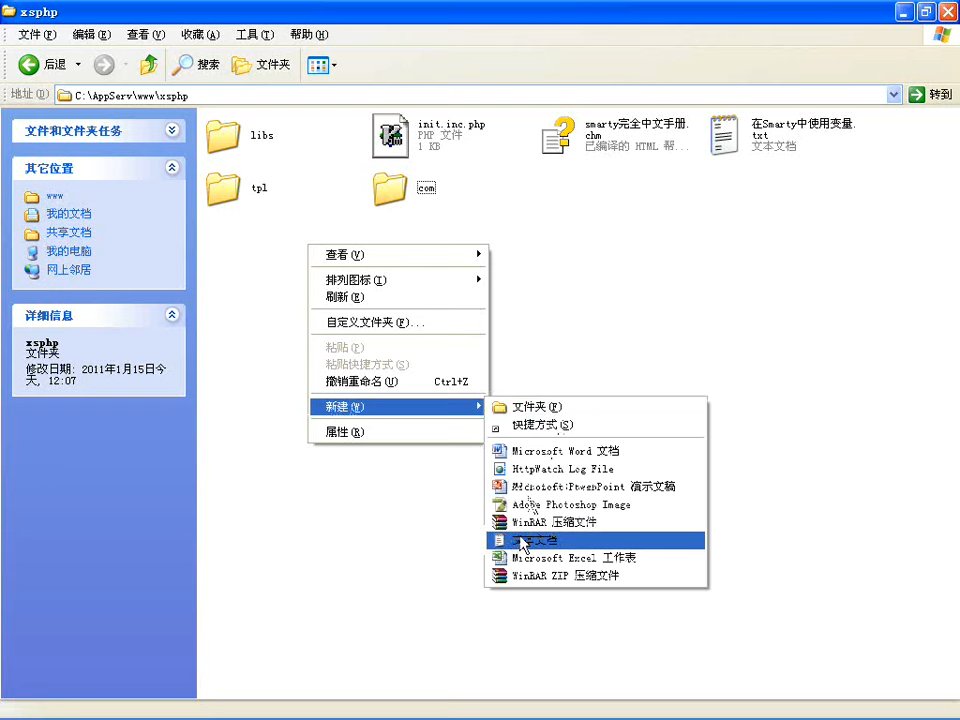 xsphp
文件(F) 编辑(E) 查看(V) 收藏(A) 工具(T) 帮助(H)
后退 搜索 文件夹
地址(D) C:\AppServ\www\xsphp 转到
文件和文件夹任务
其它位置
www
我的文档
共享文档
我的电脑
网上邻居
详细信息
xsphp
文件夹
修改日期: 2011年1月15日今
天, 12:07
libs
init.inc.php
PHP 文件
1 KB
smarty完全中文手册.
chm
已编译的 HTML 帮...
在Smarty中使用变量.
txt
文本文档
tpl
com
查看(V)
排列图标(I)
刷新(E)
自定义文件夹(F)...
粘贴(P)
粘贴快捷方式(S)
撤销重命名(U) Ctrl+Z
新建(W)
属性(R)
文件夹(F)
快捷方式(S)
Microsoft Word 文档
HttpWatch Log File
Microsoft PowerPoint 演示文稿
Adobe Photoshop Image
WinRAR 压缩文件
文本文档
Microsoft Excel 工作表
WinRAR ZIP 压缩文件